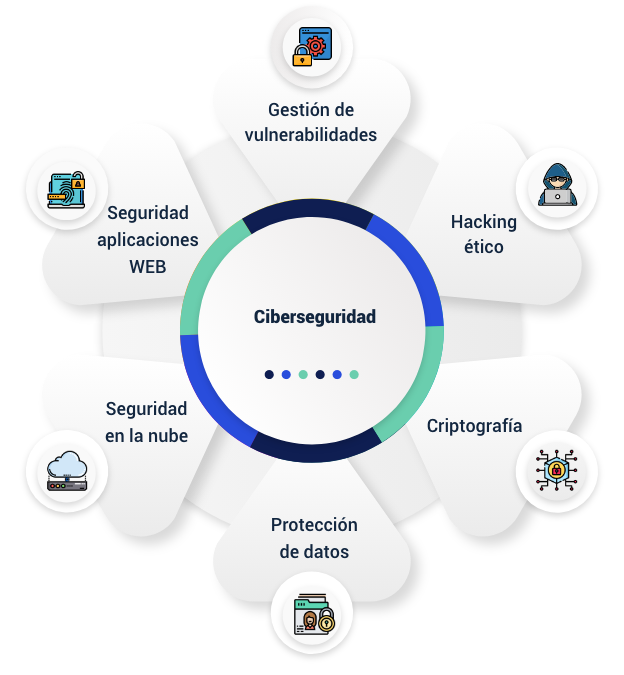 Gestión de
vulnerabilidades
Hacking
ético
Seguridad
aplicaciones
WEB
Ciberseguridad
Seguridad
en la nube
Criptografía
Protección
de datos